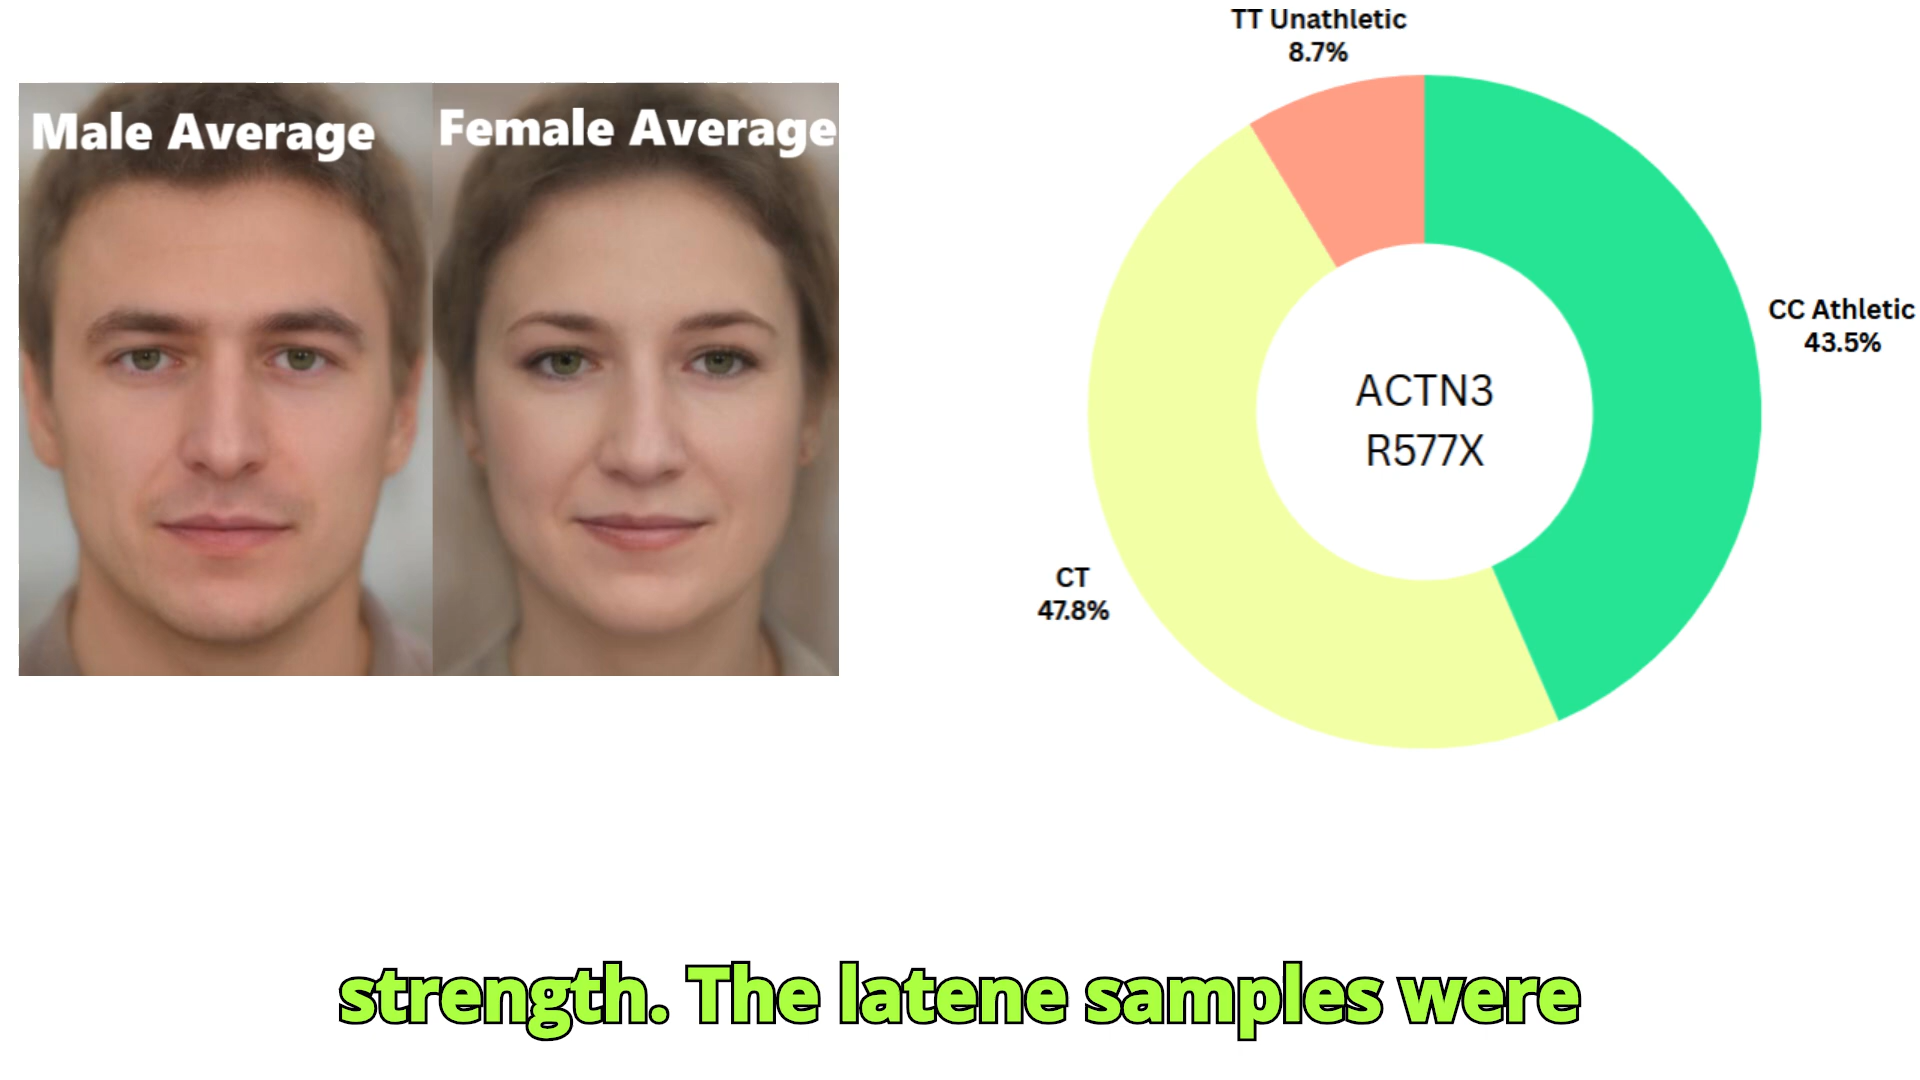 Male Average
Female Average
TT Unathletic
8.7%
CC Athletic
43.5%
ACTN3
R577X
CT
47.8%
strength. The latene samples were